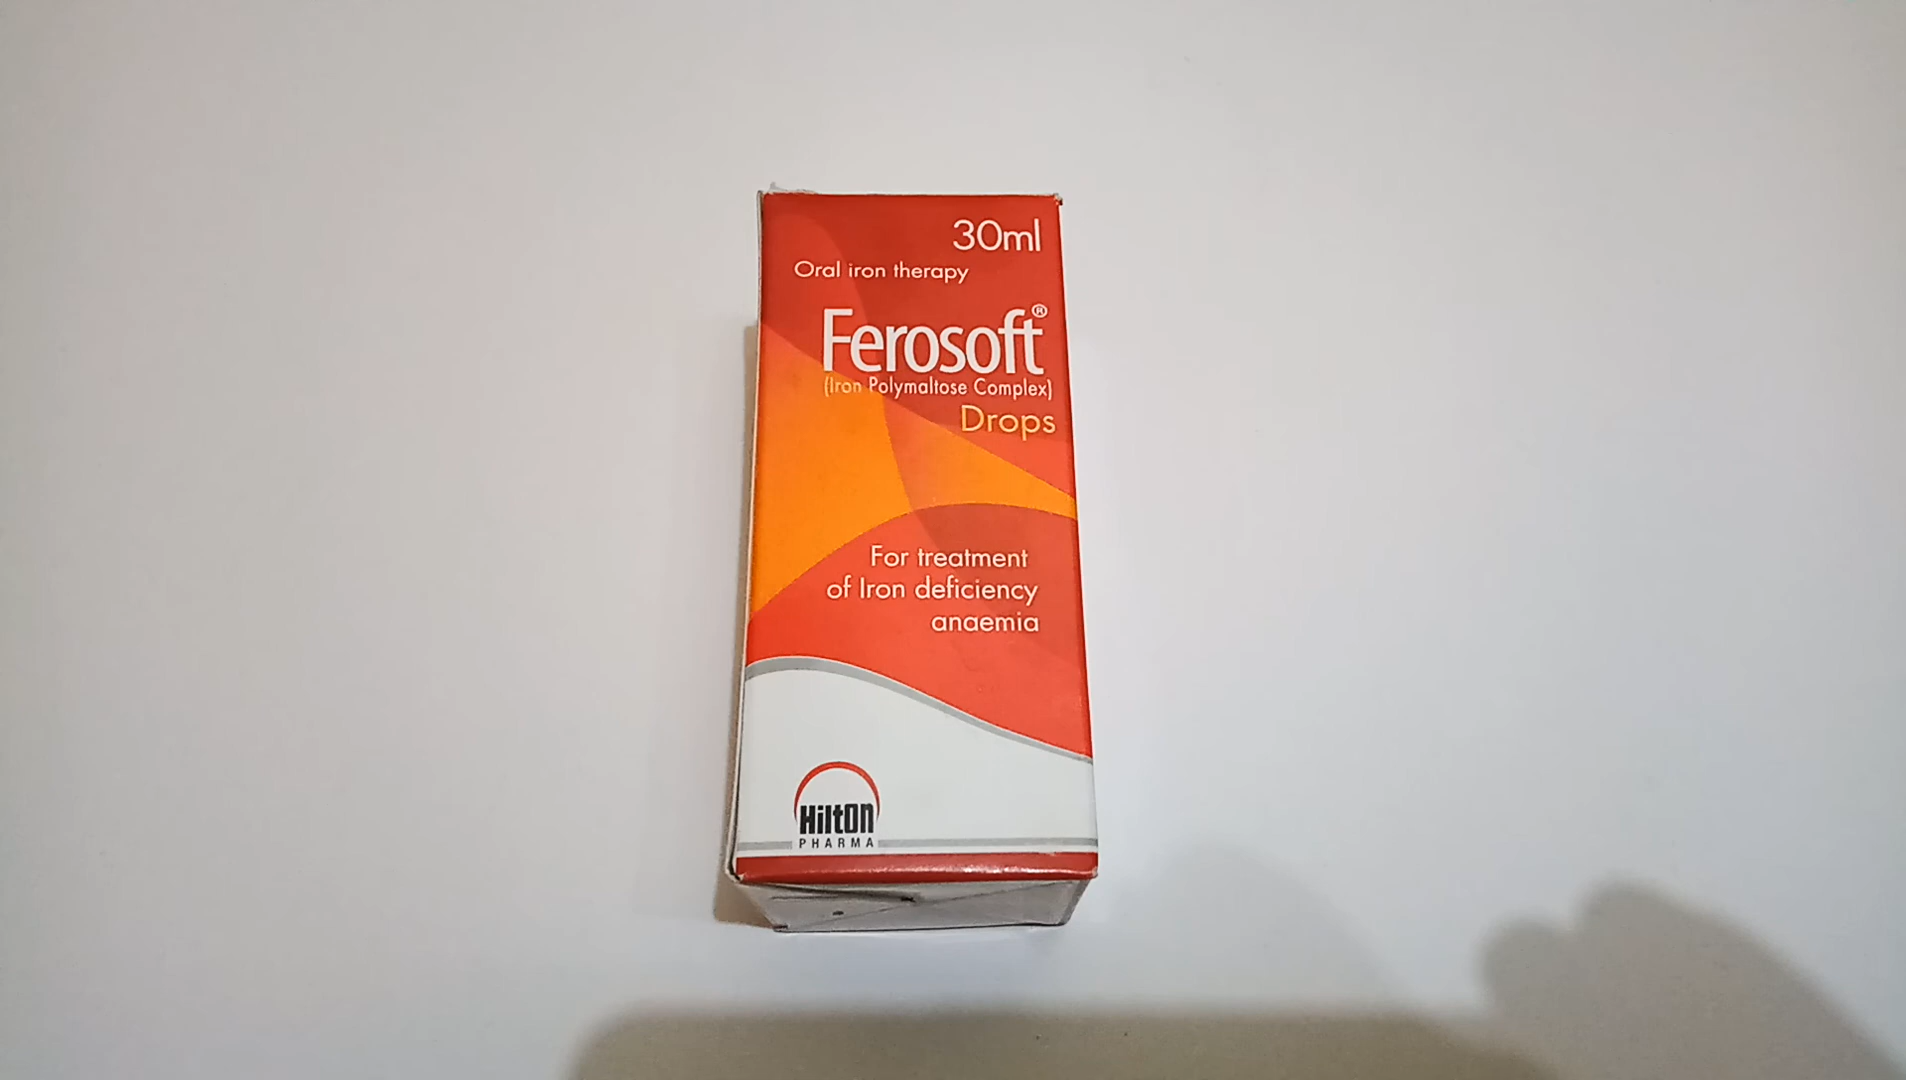 30ml
Oral iron therapy
Ferosoft®
(Iron Polymaltose Complex)
Drops
For treatment
of Iron deficiency
anaemia
Hilton
PHARMA